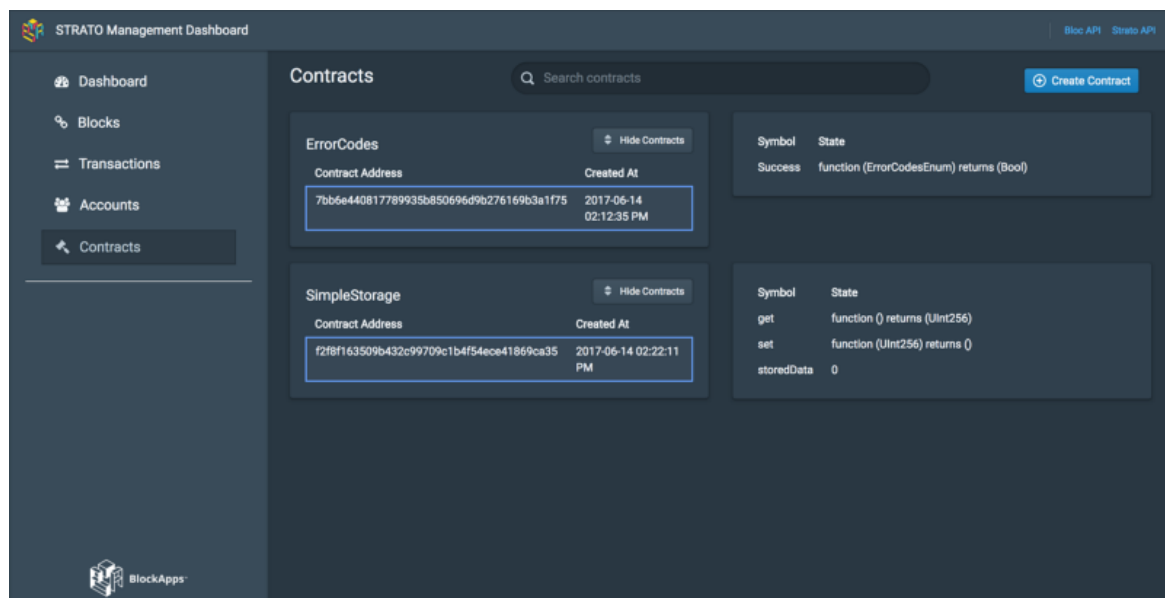 STRATO Management Dashboard
Bloc API Strato API
Dashboard
Blocks
Transactions
Accounts
Contracts
BlockApps
Contracts
Search contracts
Create Contract
ErrorCodes
Hide Contracts
Contract Address Created At
7bb6e440817789935b850696d9b276169b3a1f75 2017-06-14
02:12:35 PM
Symbol State
Success function (ErrorCodesEnum) returns (Bool)
SimpleStorage
Hide Contracts
Contract Address Created At
f2f8f163509b432c99709c1b4f54ece41869ca35 2017-06-14 02:22:11
PM
Symbol State
get function () returns (UInt256)
set function (UInt256) returns ()
storedData 0